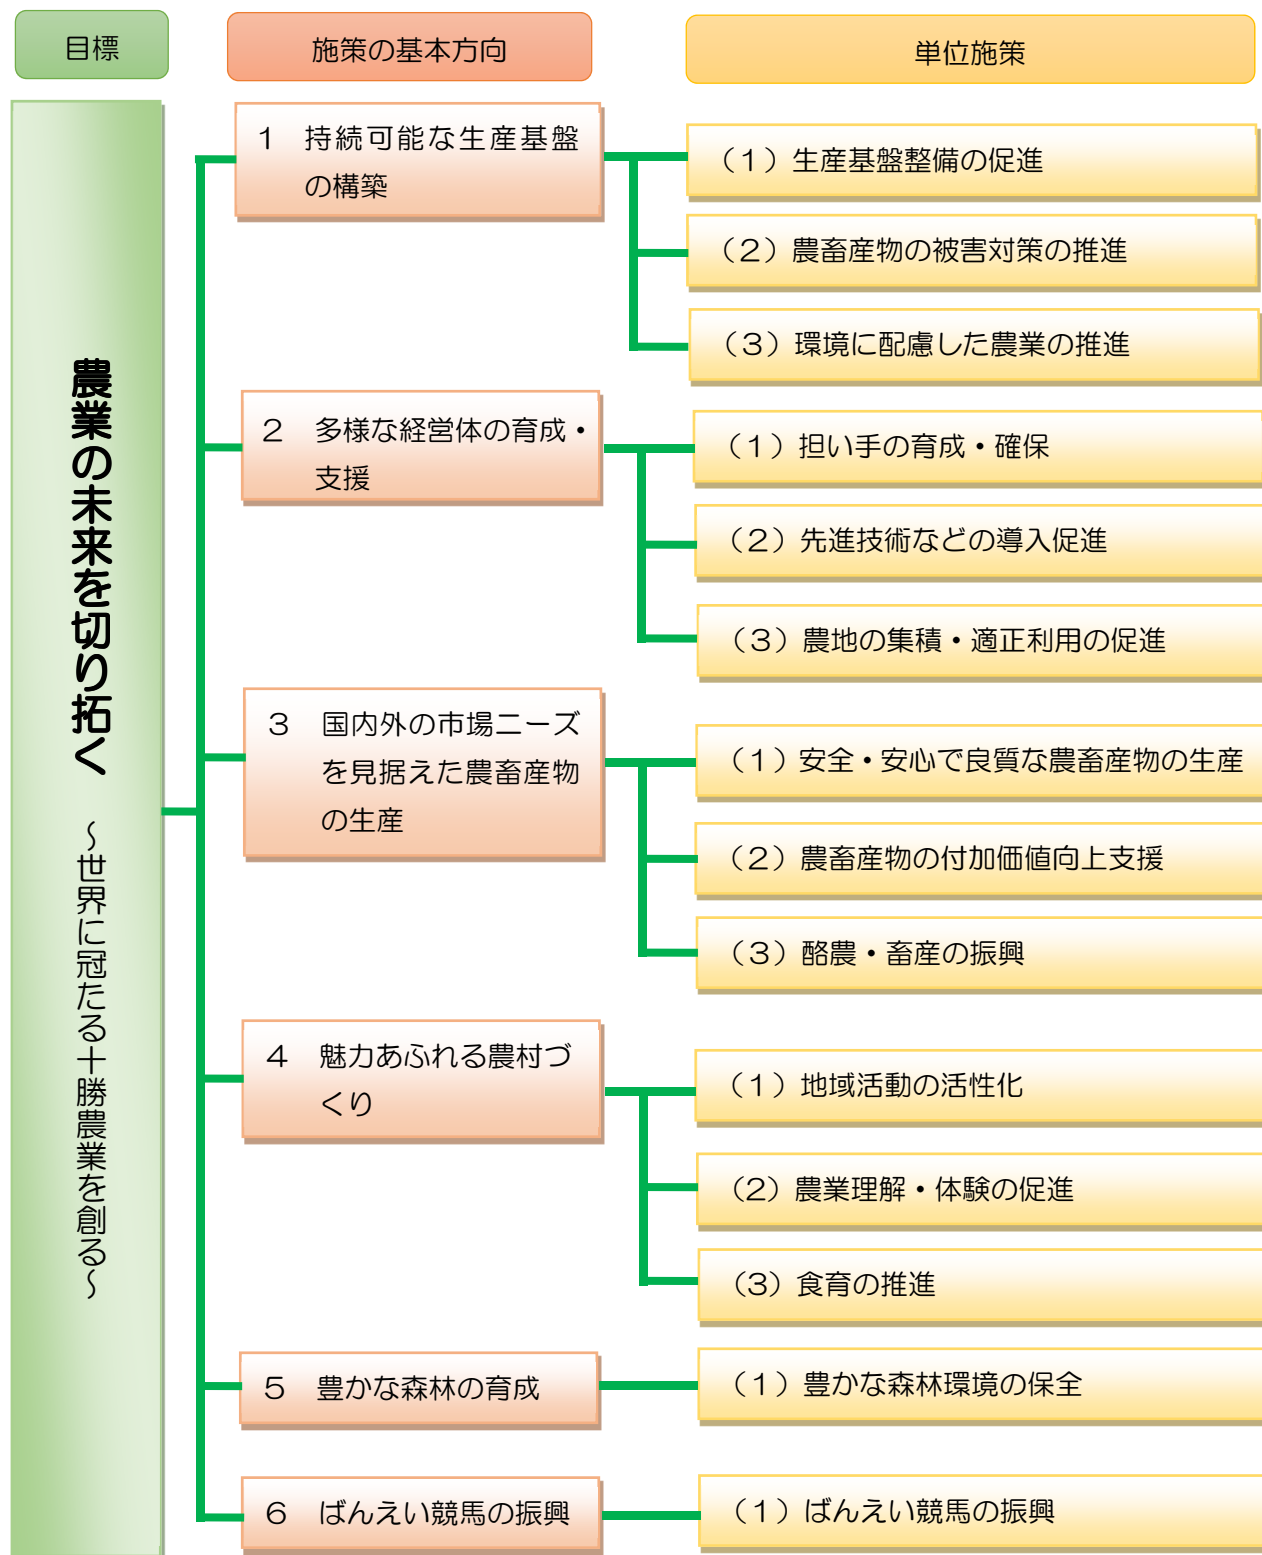 目標
施策の基本方向
単位施策
農業の未来を切り拓く ～世界に冠たる十勝農業を創る～
1 持続可能な生産基盤
の構築
（1）生産基盤整備の促進
（2）農畜産物の被害対策の推進
（3）環境に配慮した農業の推進
2 多様な経営体の育成・
支援
（1）担い手の育成・確保
（2）先進技術などの導入促進
（3）農地の集積・適正利用の促進
3 国内外の市場ニーズ
を見据えた農畜産物
の生産
（1）安全・安心で良質な農畜産物の生産
（2）農畜産物の付加価値向上支援
（3）酪農・畜産の振興
4 魅力あふれる農村づ
くり
（1）地域活動の活性化
（2）農業理解・体験の促進
（3）食育の推進
5 豊かな森林の育成
（1）豊かな森林環境の保全
6 ばんえい競馬の振興
（1）ばんえい競馬の振興